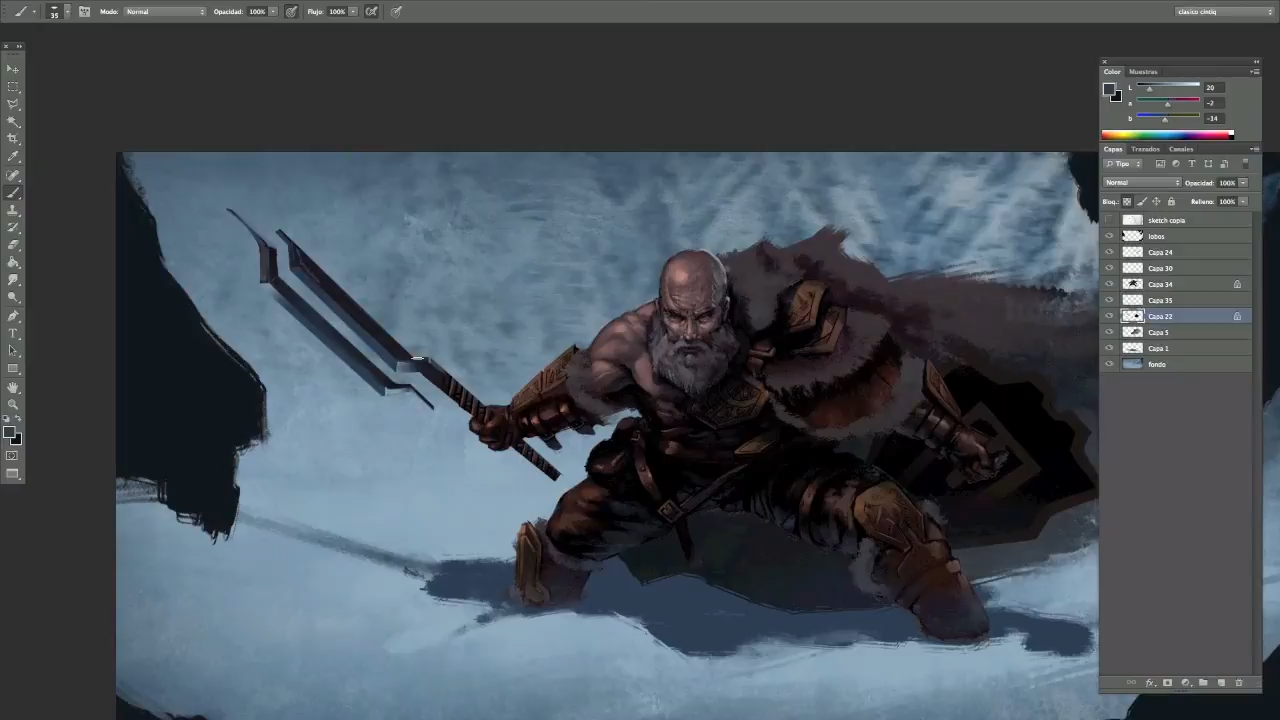 35 Modo: Normal Opacidad: 100% Flujo: 100% clasico cintiq
Color Muestras
L 20
a -2
b -14
Capas Trazados Canales
Tipo
Normal Opacidad: 100%
Bloq.: Relleno: 100%
sketch copia
lobos
Capa 24
Capa 30
Capa 34
Capa 35
Capa 22
Capa 5
Capa 1
fondo